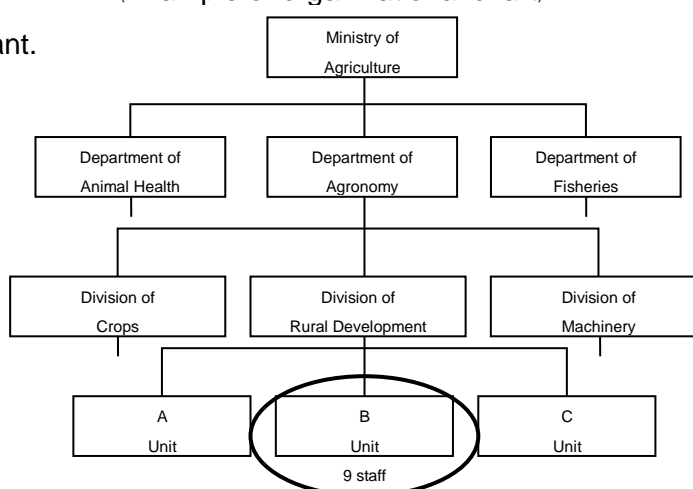 ant.
Ministry of
Agriculture
Department of
Animal Health
Department of
Agronomy
Department of
Fisheries
Division of
Crops
Division of
Rural Development
Division of
Machinery
A
Unit
B
Unit
C
Unit
9 staff